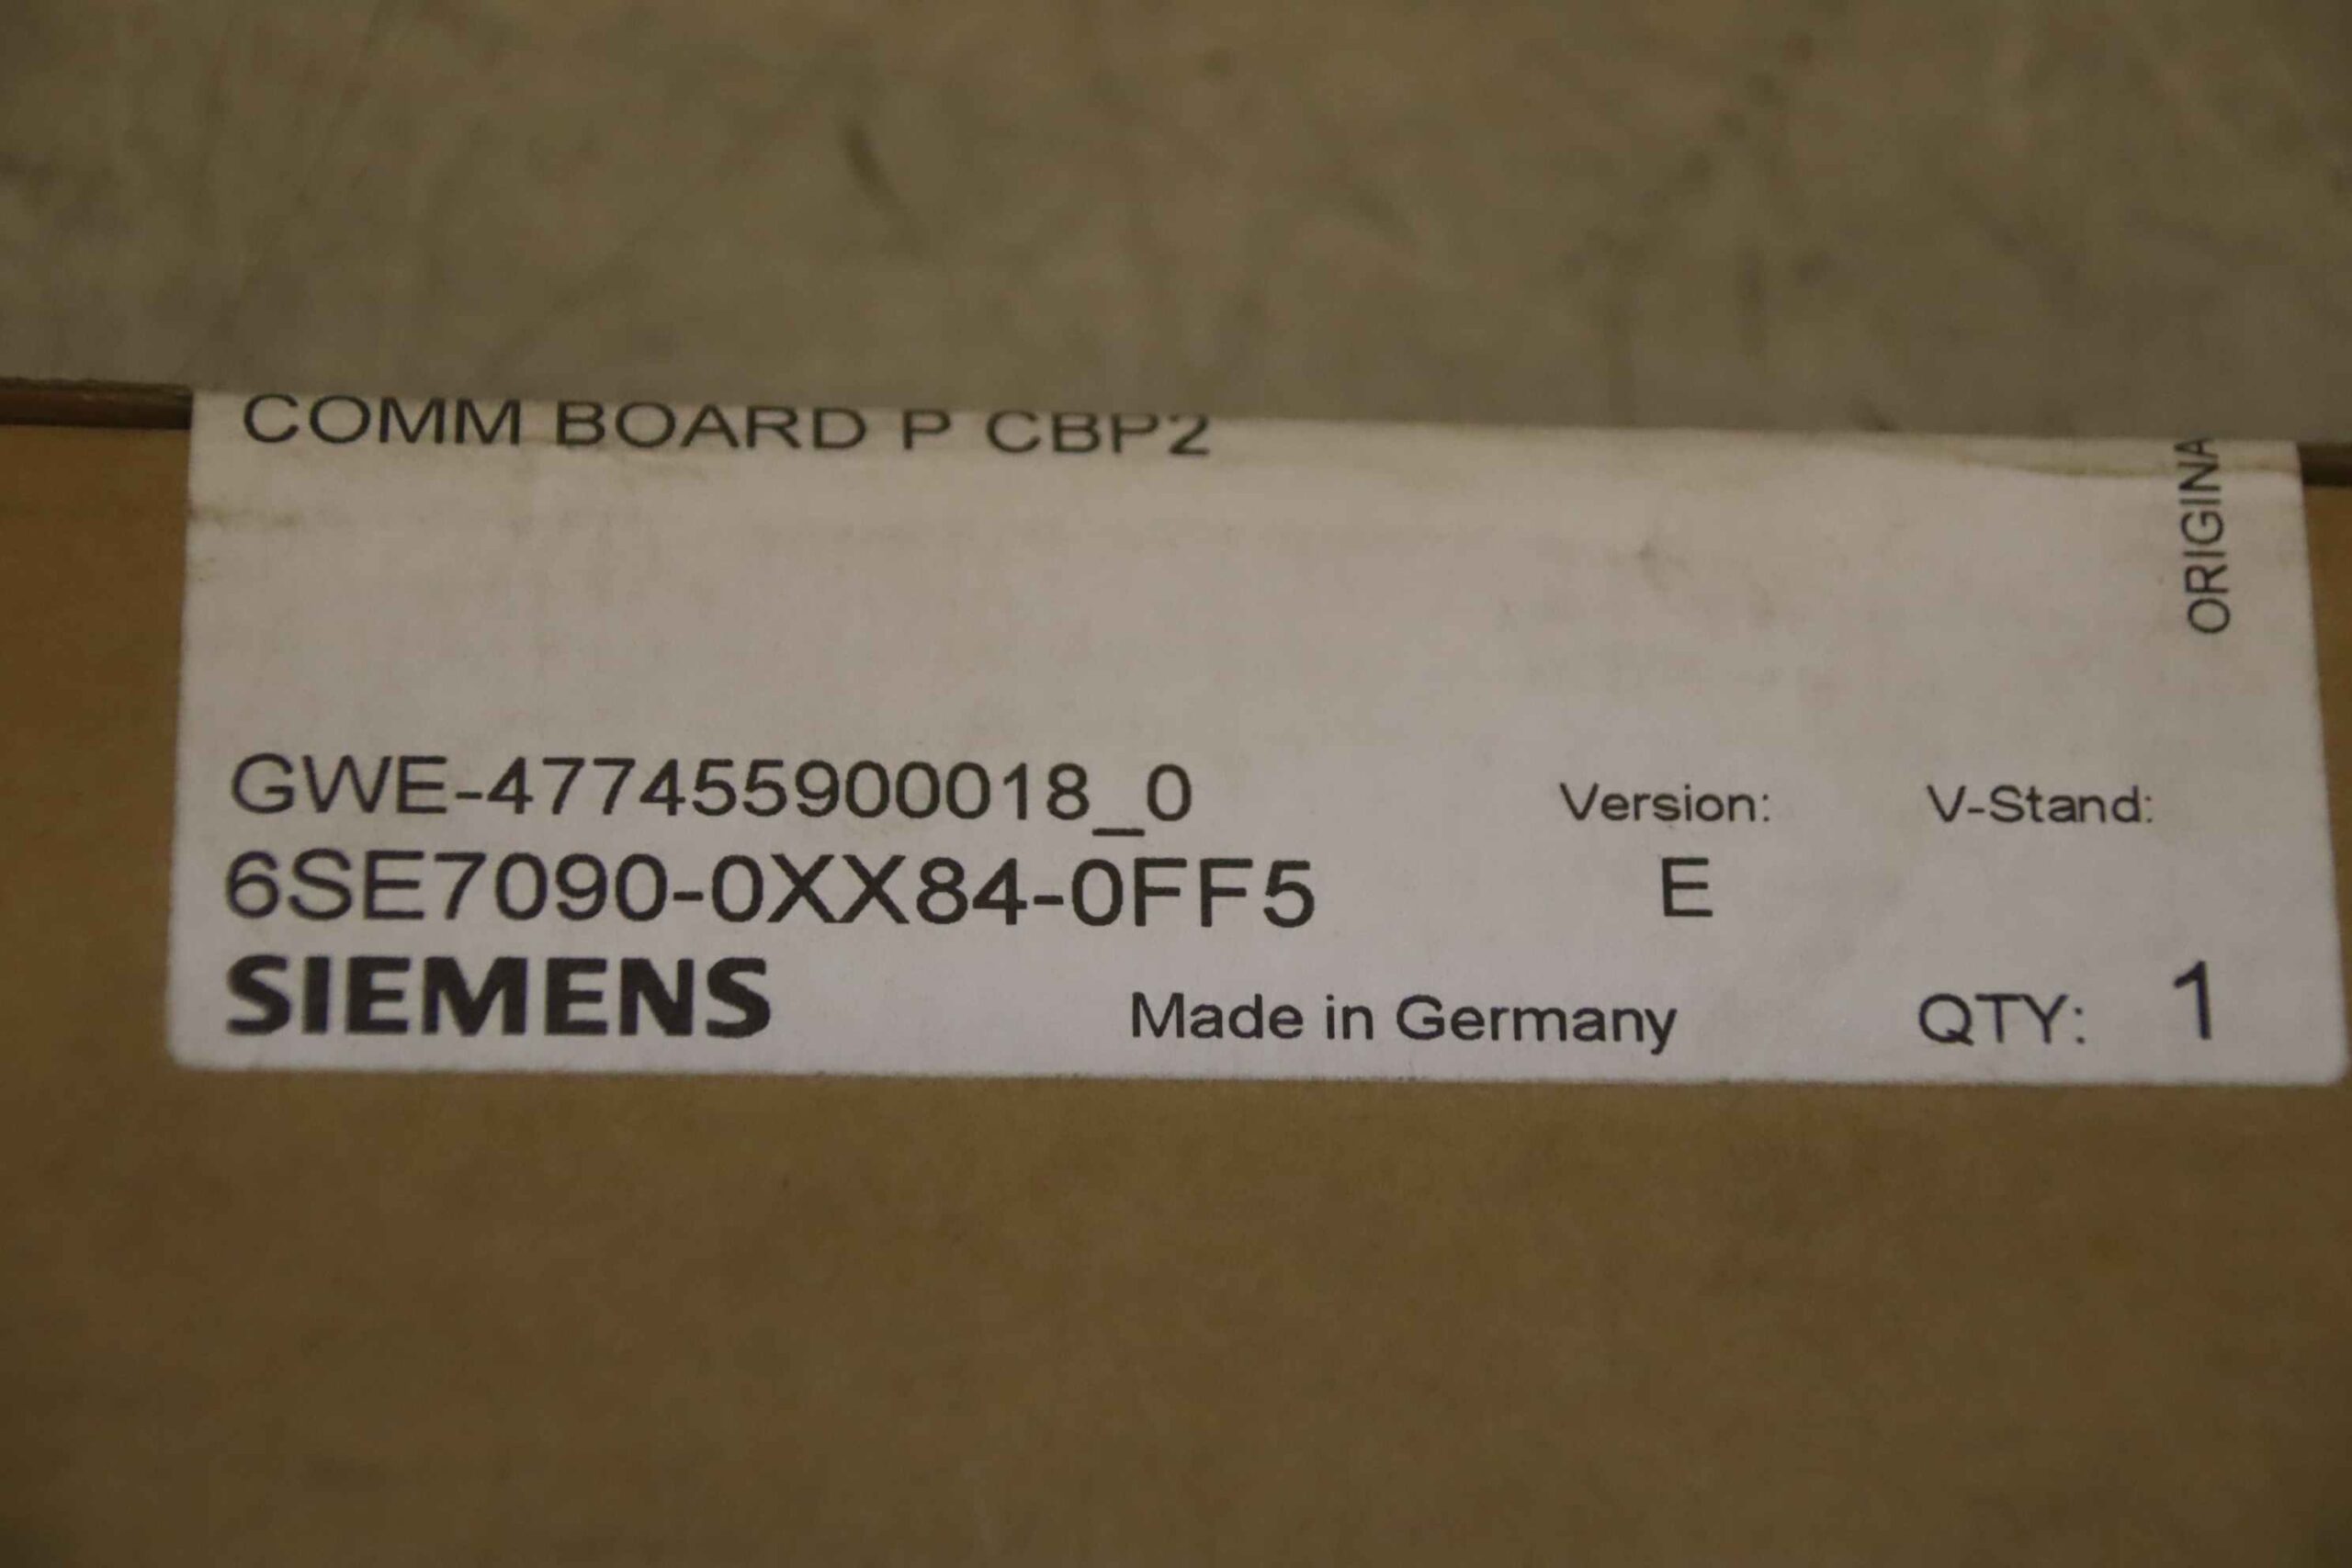 COMM BOARD P CBP2
ORIGINA
GWE-477455900018_0
Version:
V-Stand:
6SE7090-0XX84-0FF5
E
SIEMENS
Made in Germany
QTY: 1